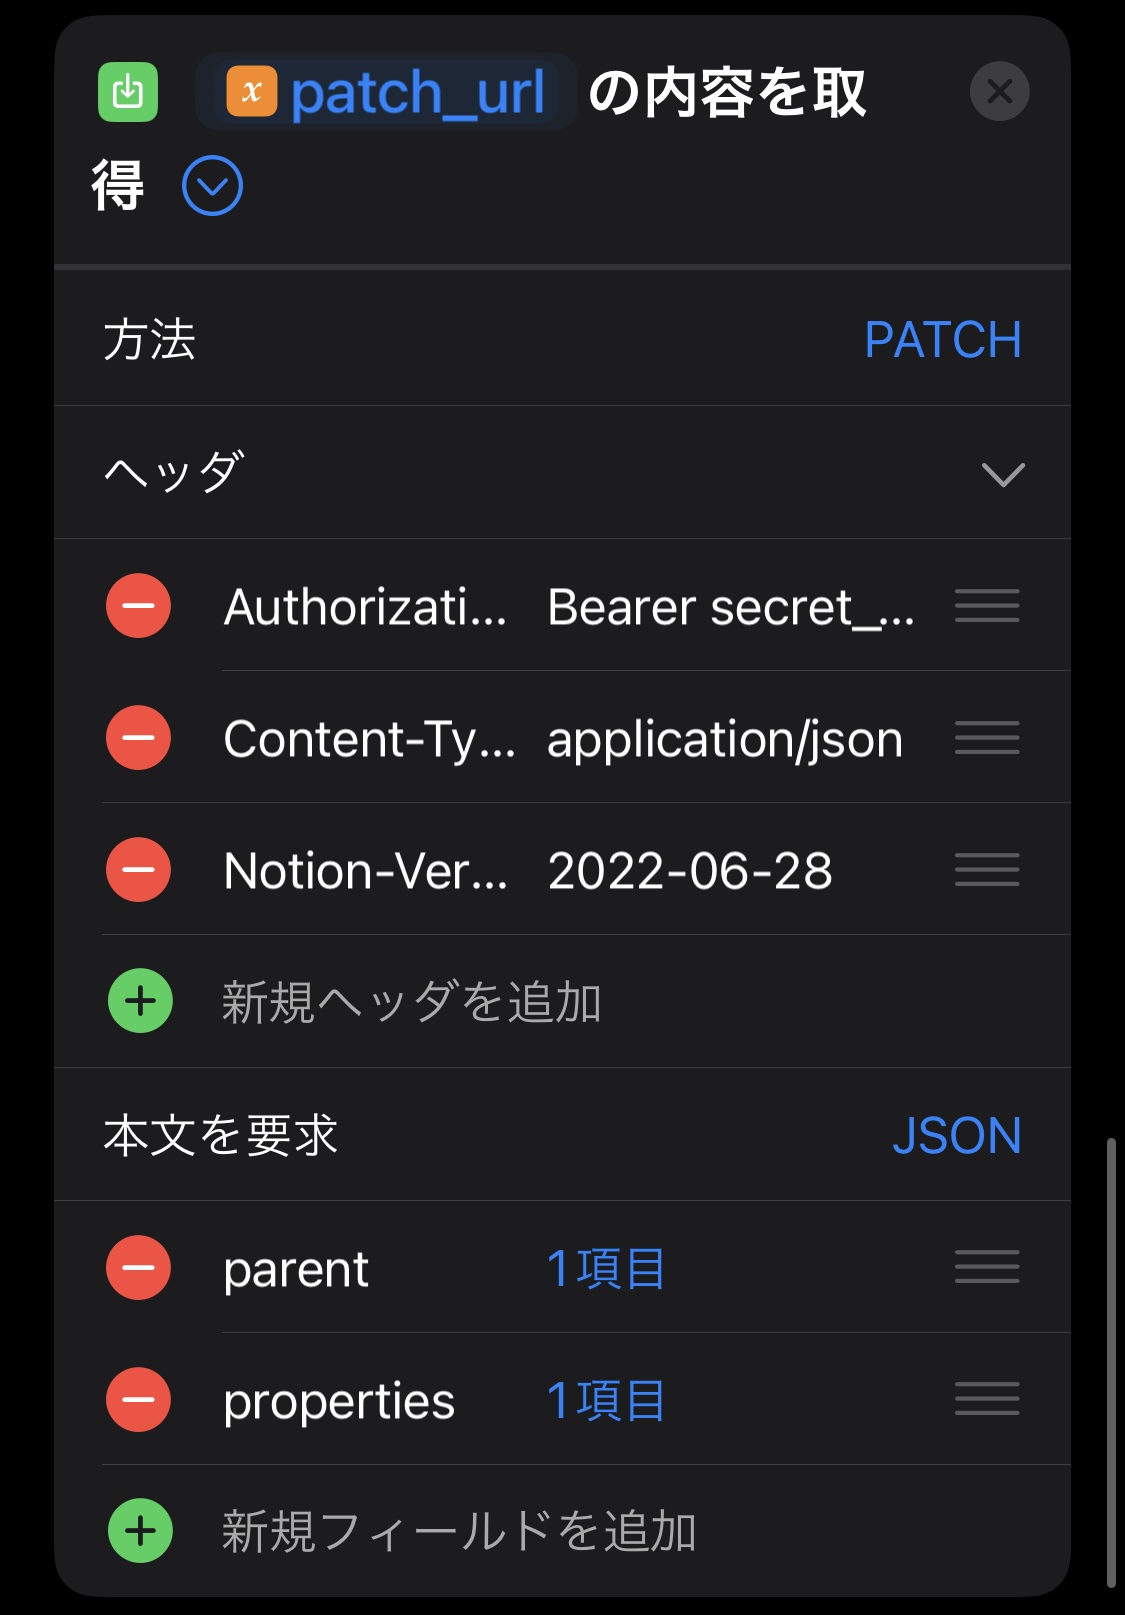 x patch_url の内容を取
得
方法 PATCH
ヘッダ
Authorizati... Bearer secret_...
Content-Ty... application/json
Notion-Ver... 2022-06-28
新規ヘッダを追加
本文を要求 JSON
parent 1項目
properties 1項目
新規フィールドを追加